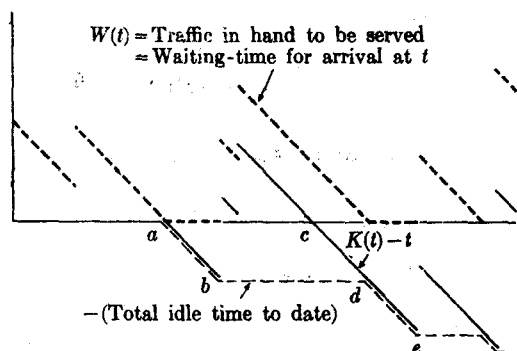 W(t) = Traffic in hand to be served
= Waiting-time for arrival at t
a
c
K(t) – t
b
d
– (Total idle time to date)
e